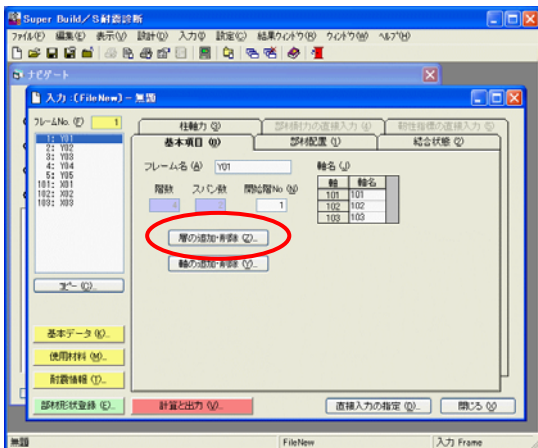 Super Build／S耐震診断
ファイル(F) 編集(E) 表示(V) 設計(D) 入力Q 設定(C) 結果ウィンドウ(R) ウィンドウ(W) ヘルプ(H)
ナビゲート
入力：(FileNew)－ 無題
フレームNo. (F) 1
1: Y01
2: Y02
3: Y03
4: Y04
5: Y05
101: X01
102: X02
103: X03
コピー (C)...
基本データ (K)...
使用材料 (M)...
耐震情報 (T)...
部材形状登録 (E)...
柱軸力 (3)
部材耐力の直接入力 (4)
靭性指標の直接入力 (5)
基本項目 (0)
部材配置 (1)
結合状態 (2)
フレーム名 (A) Y01
階数 スパン数 開始階No (N)
4 2 1
層の追加・削除 (Z)...
軸の追加・削除 (Y)...
軸名 (J)
軸 軸名
101 101
102 102
103 103
計算と出力 (V)...
直接入力の指定 (D)...
閉じる (X)
無題
FileNew
入力 Frame